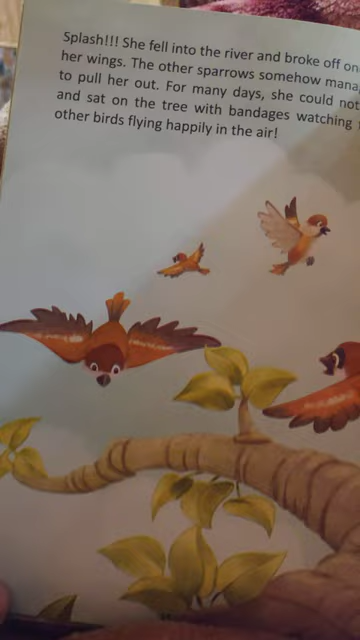 Splash!!! She fell into the river and broke off
her wings. The other sparrows somehow
to pull her out. For many days, she could not
and sat on the tree with bandages watching
other birds flying happily in the air!